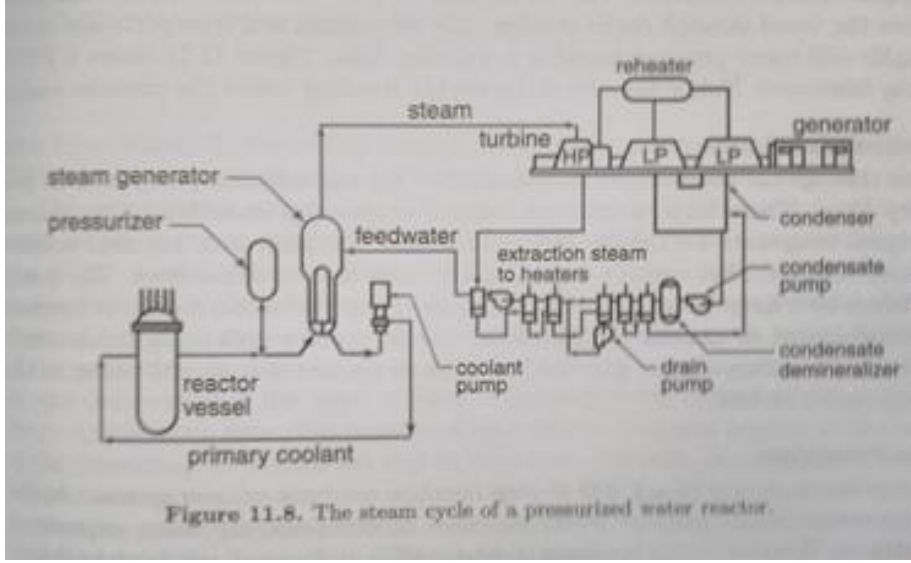 reheater
steam
turbine
generator
HP
LP
LP
steam generator
pressurizer
feedwater
condenser
extraction steam
to heaters
condensate
pump
coolant
pump
drain
pump
condensate
demineralizer
reactor
vessel
primary coolant
Figure 11.8. The steam cycle of a pressurized water reactor.